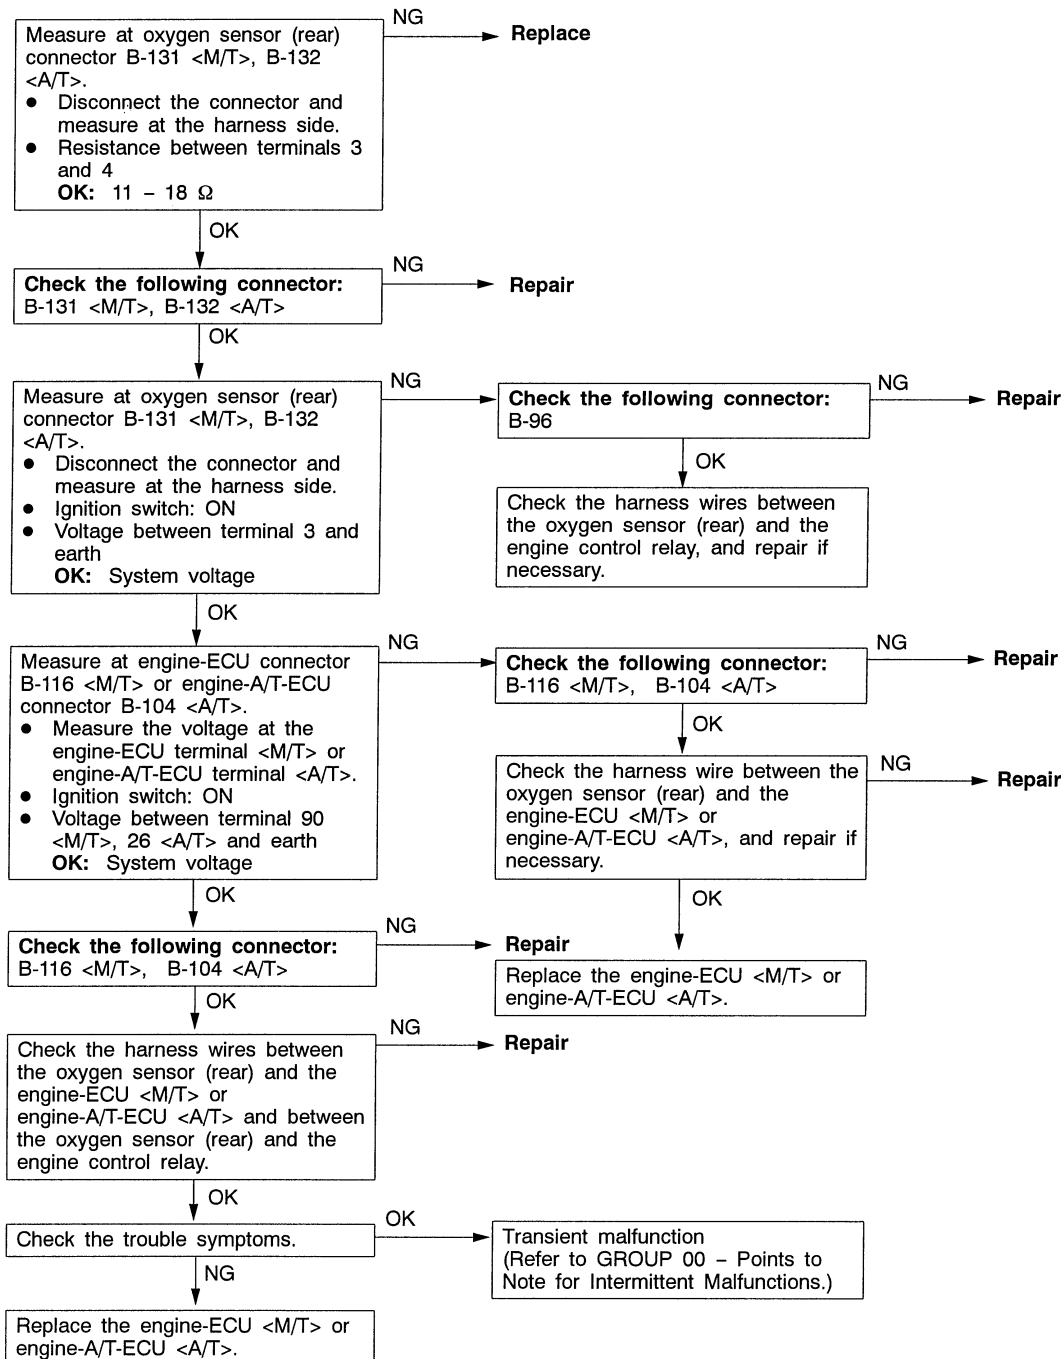 NG
Measure at oxygen sensor (rear)
connector B-131 <M/T>, B-132
<A/T>.
● Disconnect the connector and
measure at the harness side.
● Resistance between terminals 3
and 4
OK: 11 – 18 Ω
Replace
OK
Check the following connector:
B-131 <M/T>, B-132 <A/T>
NG
Repair
OK
Measure at oxygen sensor (rear)
connector B-131 <M/T>, B-132
<A/T>.
● Disconnect the connector and
measure at the harness side.
● Ignition switch: ON
● Voltage between terminal 3 and
earth
OK: System voltage
NG
Check the following connector:
B-96
NG
Repair
OK
Check the harness wires between
the oxygen sensor (rear) and the
engine control relay, and repair if
necessary.
OK
Measure at engine-ECU connector
B-116 <M/T> or engine-A/T-ECU
connector B-104 <A/T>.
● Measure the voltage at the
engine-ECU terminal <M/T> or
engine-A/T-ECU terminal <A/T>.
● Ignition switch: ON
● Voltage between terminal 90
<M/T>, 26 <A/T> and earth
OK: System voltage
NG
Check the following connector:
B-116 <M/T>, B-104 <A/T>
NG
Repair
OK
Check the harness wire between the
oxygen sensor (rear) and the
engine-ECU <M/T> or
engine-A/T-ECU <A/T>, and repair if
necessary.
NG
Repair
OK
Replace the engine-ECU <M/T> or
engine-A/T-ECU <A/T>.
OK
Check the following connector:
B-116 <M/T>, B-104 <A/T>
NG
Repair
OK
Check the harness wires between
the oxygen sensor (rear) and the
engine-ECU <M/T> or
engine-A/T-ECU <A/T> and between
the oxygen sensor (rear) and the
engine control relay.
NG
Repair
OK
Check the trouble symptoms.
OK
Transient malfunction
(Refer to GROUP 00 – Points to
Note for Intermittent Malfunctions.)
NG
Replace the engine-ECU <M/T> or
engine-A/T-ECU <A/T>.